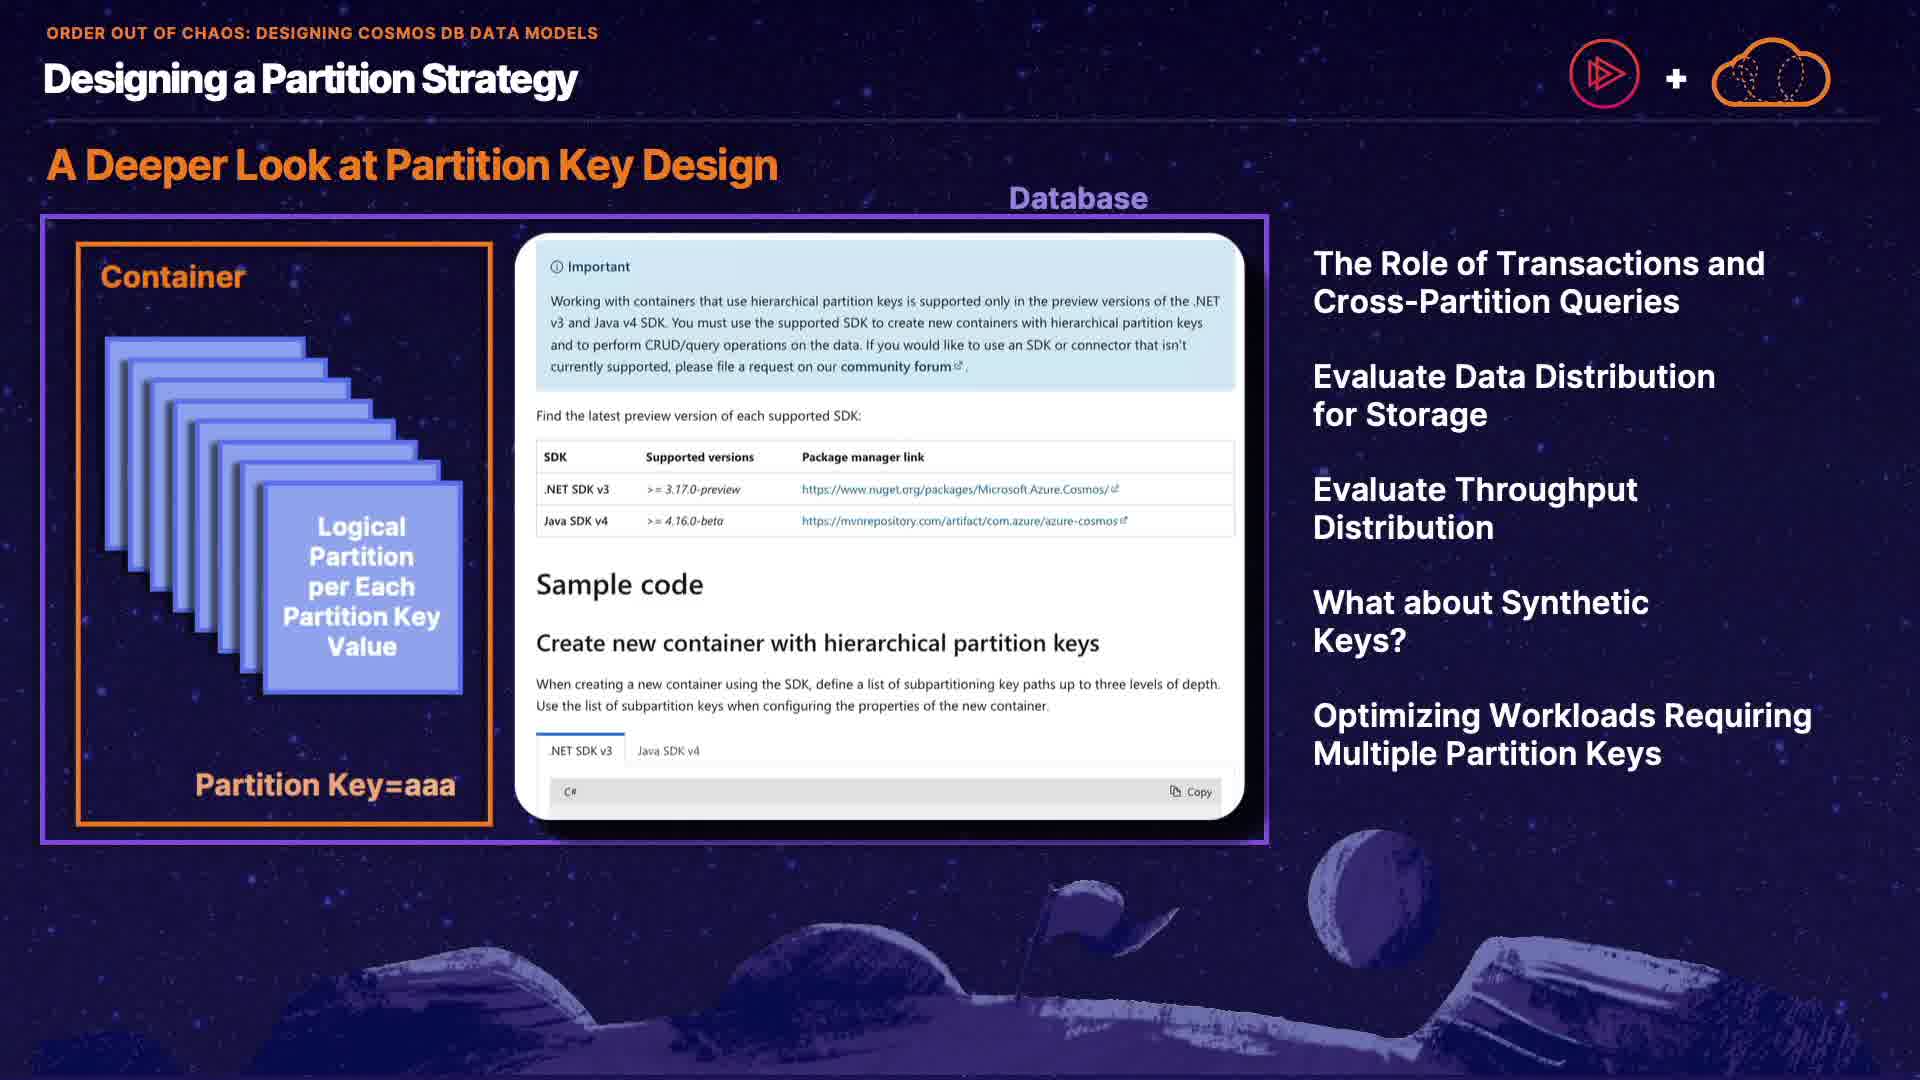 ORDER OUT OF CHAOS: DESIGNING COSMOS DB DATA MODELS
Designing a Partition Strategy
+
A Deeper Look at Partition Key Design
Database
Container
Logical
Partition
per Each
Partition Key
Value
Partition Key=aaa
Important
Working with containers that use hierarchical partition keys is supported only in the preview versions of the .NET
v3 and Java v4 SDK. You must use the supported SDK to create new containers with hierarchical partition keys
and to perform CRUD/query operations on the data. If you would like to use an SDK or connector that isn't
currently supported, please file a request on our community forum.
Find the latest preview version of each supported SDK:
SDK Supported versions Package manager link
.NET SDK v3 >= 3.17.0-preview https://www.nuget.org/packages/Microsoft.Azure.Cosmos/
Java SDK v4 >= 4.16.0-beta https://mvnrepository.com/artifact/com.azure/azure-cosmos
Sample code
Create new container with hierarchical partition keys
When creating a new container using the SDK, define a list of subpartitioning key paths up to three levels of depth.
Use the list of subpartition keys when configuring the properties of the new container.
.NET SDK v3 Java SDK v4
C# Copy
The Role of Transactions and
Cross-Partition Queries
Evaluate Data Distribution
for Storage
Evaluate Throughput
Distribution
What about Synthetic
Keys?
Optimizing Workloads Requiring
Multiple Partition Keys